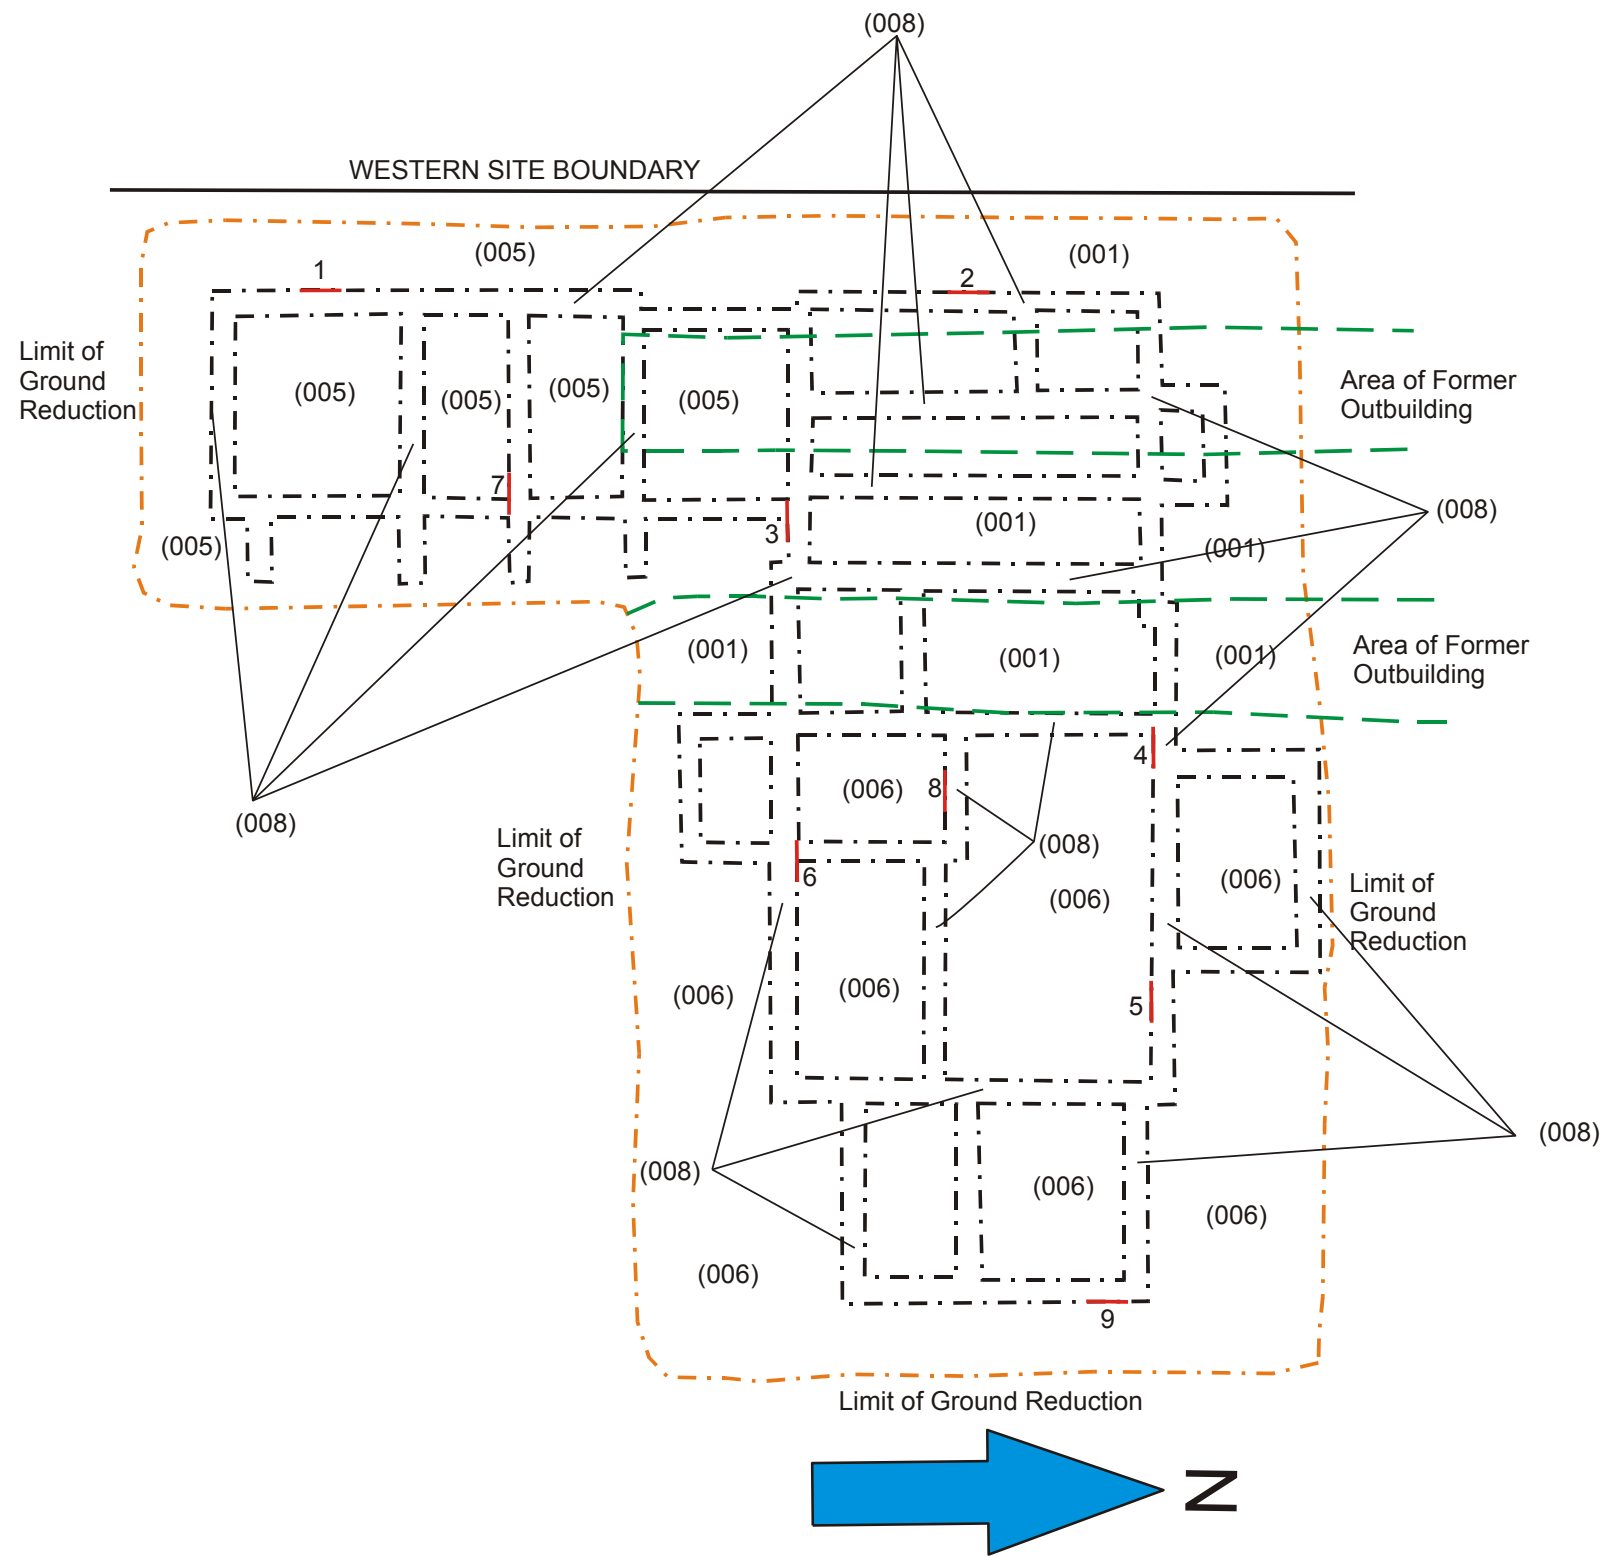 (008)
WESTERN SITE BOUNDARY
(005)
(001)
1
2
Limit of
Ground
Reduction
(005)
(005)
(005)
(005)
Area of Former
Outbuilding
7
3
(001)
(008)
(005)
(001)
(001)
(001)
(001)
Area of Former
Outbuilding
4
(006)
8
(008)
(008)
Limit of
Ground
Reduction
6
(006)
(006)
Limit of
Ground
Reduction
(006)
(006)
5
(008)
(008)
(006)
(006)
(006)
9
Limit of Ground Reduction
N